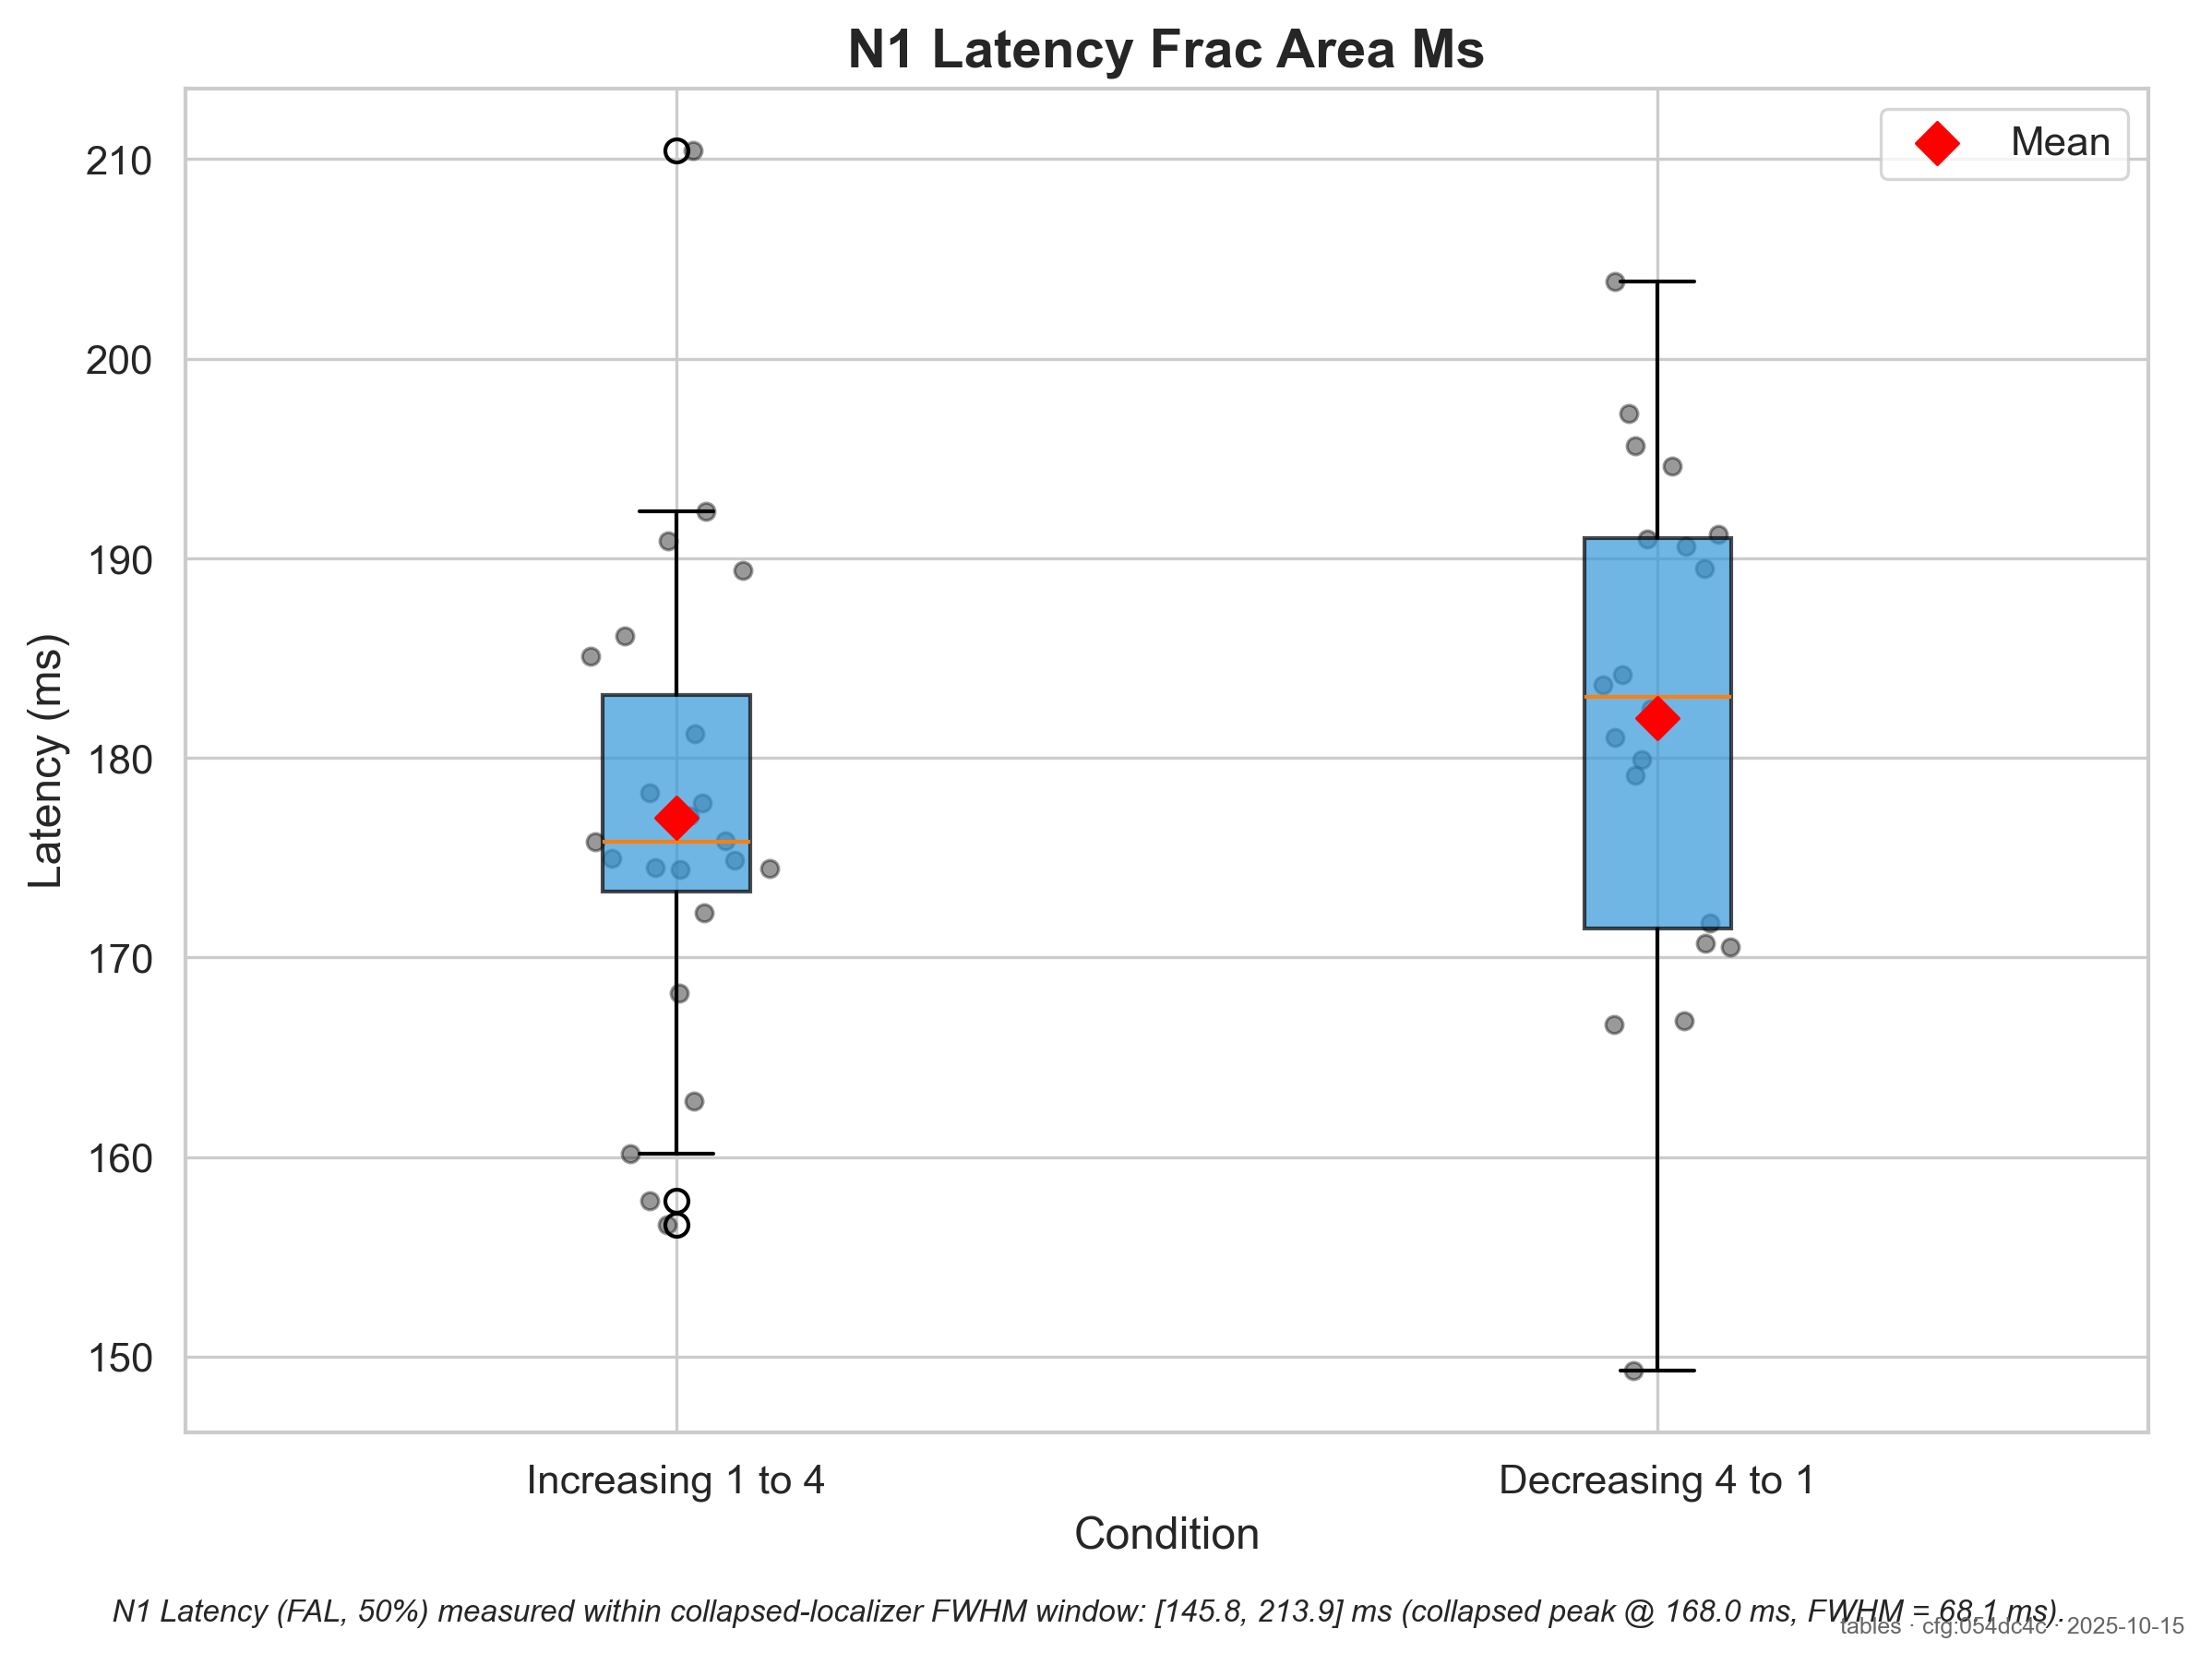 N1 Latency Frac Area Ms
Mean
210
200
190
180
170
160
150
Latency (ms)
Increasing 1 to 4
Decreasing 4 to 1
Condition
N1 Latency (FAL, 50%) measured within collapsed-localizer FWHM window: [145.8, 213.9] ms (collapsed peak @ 168.0 ms, FWHM = 68.1 ms).
tables · cfg:054dc4c · 2025-10-15